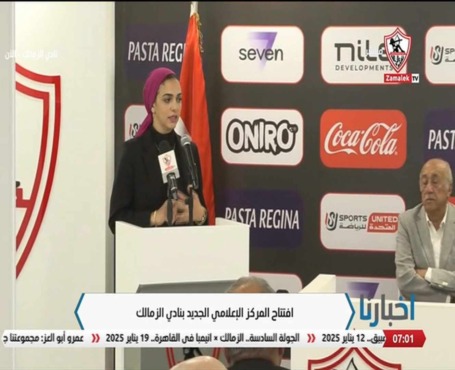 PASTA REGINA
seven
nile
DEVELOPMENTS
Zamalek TV
ONIRO
Coca-Cola
PASTA REGINA
PASTA REGINA
SPORTS
UNITED
المتحدة
للرياضة
افتتاح المركز الإعلامي الجديد بنادي الزمالك
اخبارنا
07:01
12 يناير 2025 » الجولة السادسة.. الزمالك × انيمبا في القاهرة.. 19 يناير 2025 » عمرو أبو العز: مجموعتنا